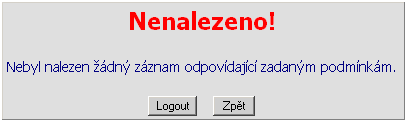 Nenalezeno!
Nebyl nalezen žádný záznam odpovídající zadaným podmínkám.
Logout Zpět